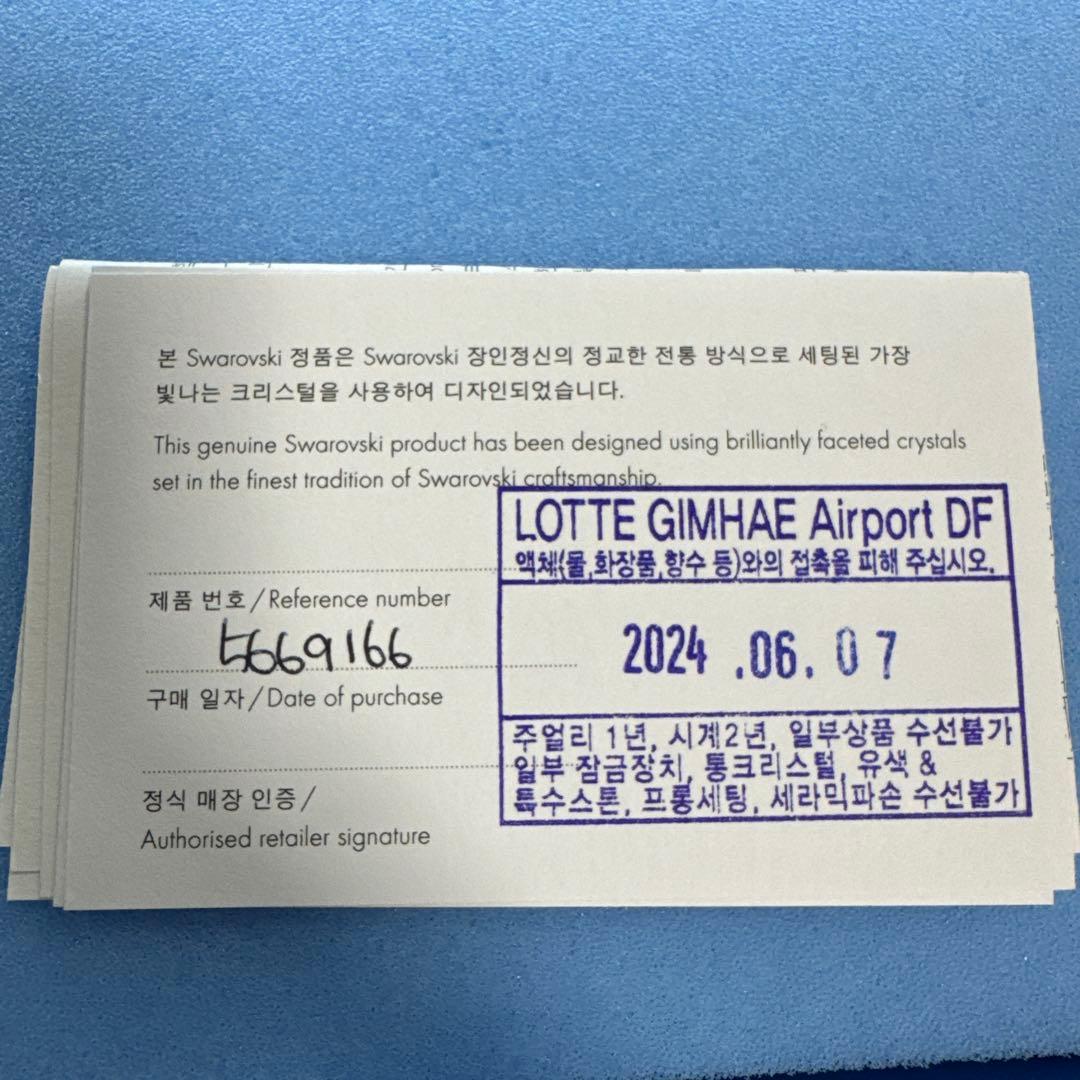 본 Swarovski 정품은 Swarovski 장인정신의 정교한 전통 방식으로 세팅된 가장
빛나는 크리스털을 사용하여 디자인되었습니다.
This genuine Swarovski product has been designed using brilliantly faceted crystals
set in the finest tradition of Swarovski craftsmanship.
LOTTE GIMHAE Airport DF
액체(물,화장품,향수 등)와의 접촉을 피해 주십시오.
제품 번호/Reference number
5669166
2024 .06. 07
구매 일자/Date of purchase
주얼리 1년, 시계2년, 일부상품 수선불가
일부 잠금장치, 통크리스털, 유색 &
특수스톤, 프롱세팅, 세라믹파손 수선불가
정식 매장 인증/
Authorised retailer signature